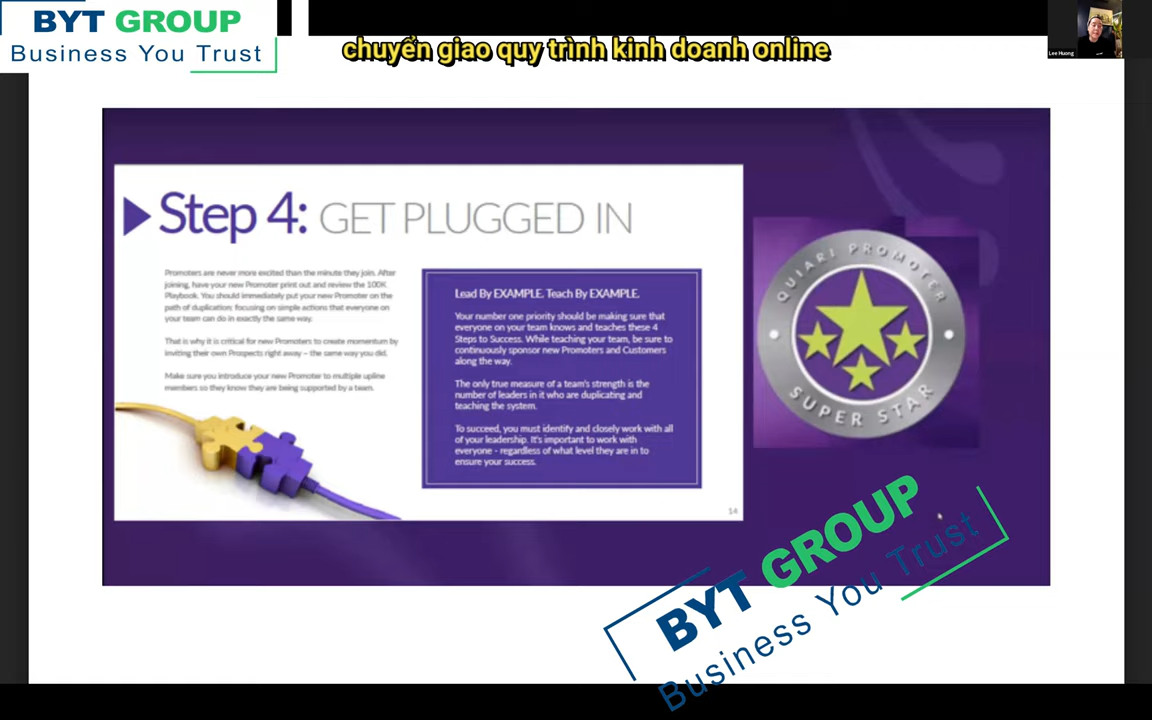 BYT GROUP
Business You Trust
chuyển giao quy trình kinh doanh online
Lee Huong
Step 4: GET PLUGGED IN
Promoters are never more excited than the minute they join. After
joining, have your new Promoter print out and review the 100K
Playbook. You should immediately put your new Promoter on the
path of duplication: focusing on simple actions that everyone on
your team can do in exactly the same way.
That is why it is critical for new Promoters to create momentum by
inviting their own Prospects right away – the same way you did.
Make sure you introduce your new Promoter to multiple upline
members so they know they are being supported by a team.
Lead By EXAMPLE. Teach By EXAMPLE.
Your number one priority should be making sure that
everyone on your team knows and teaches these 4
Steps to Success. While teaching your team, be sure to
continuously sponsor new Promoters and Customers
along the way.
The only true measure of a team's strength is the
number of leaders in it who are duplicating and
teaching the system.
To succeed, you must identify and closely work with all
of your leadership. It's important to work with
everyone - regardless of what level they are in to
ensure your success.
14
QUIARI PROMOTER
SUPER STAR
BYT GROUP
Business You Trust